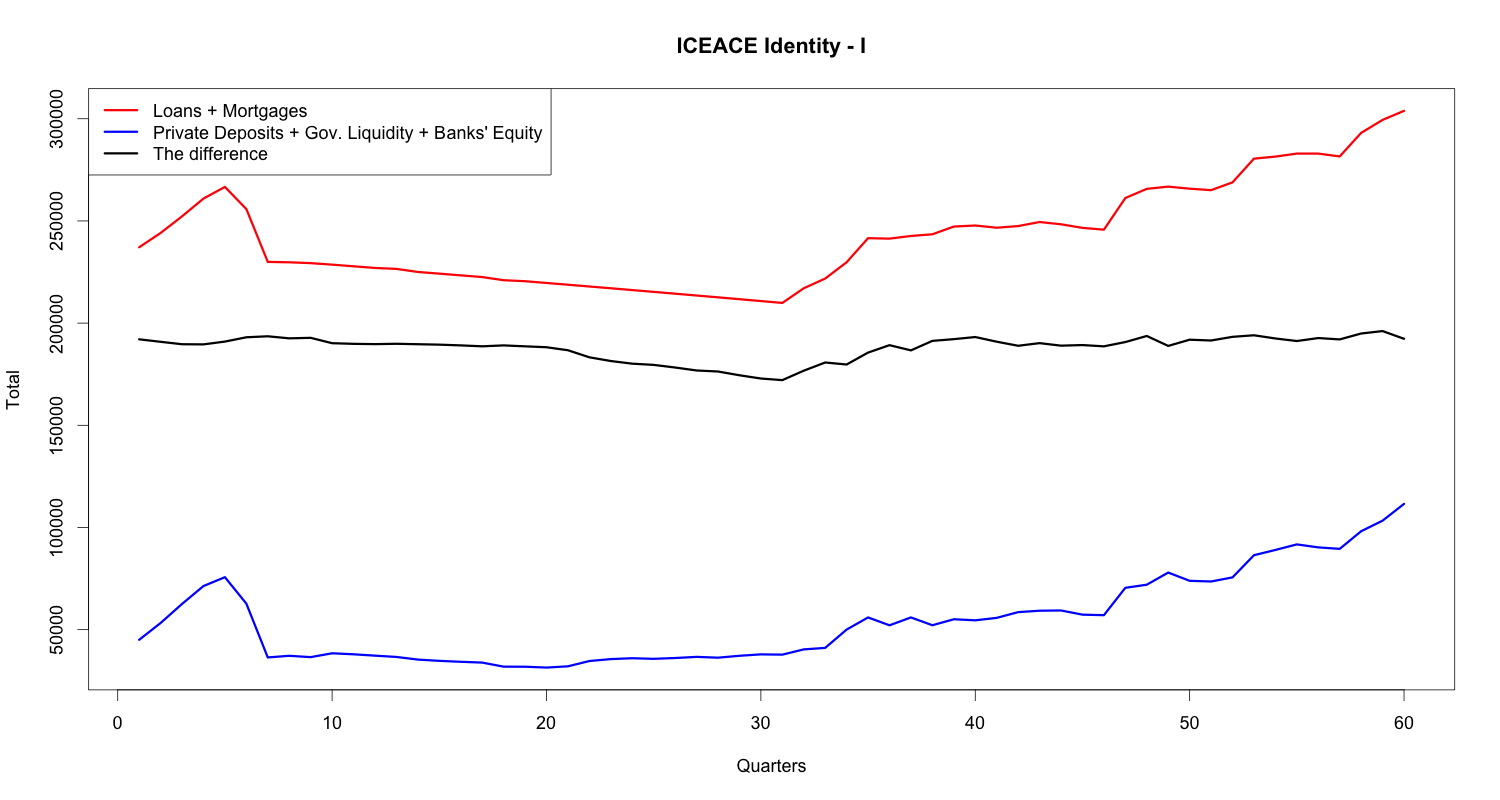 ICEACE Identity - I
Loans + Mortgages
Private Deposits + Gov. Liquidity + Banks' Equity
The difference
Total
300000
250000
200000
150000
100000
50000
0 10 20 30 40 50 60
Quarters